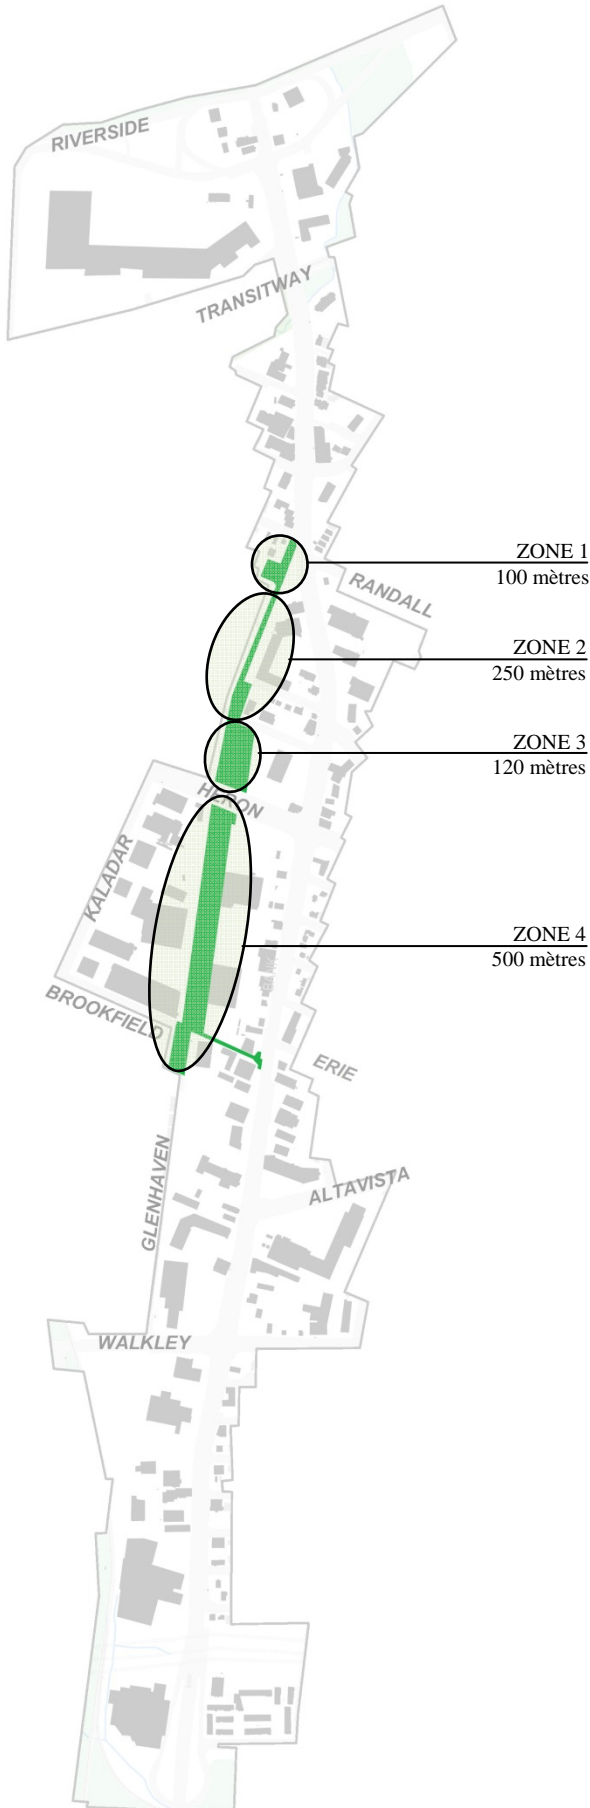 RIVERSIDE
TRANSITWAY
ZONE 1
100 mètres
RANDALL
ZONE 2
250 mètres
ZONE 3
120 mètres
HERON
KALADAR
ZONE 4
500 mètres
BROOKFIELD
ERIE
GLENHAVEN
ALTAVISTA
WALKLEY